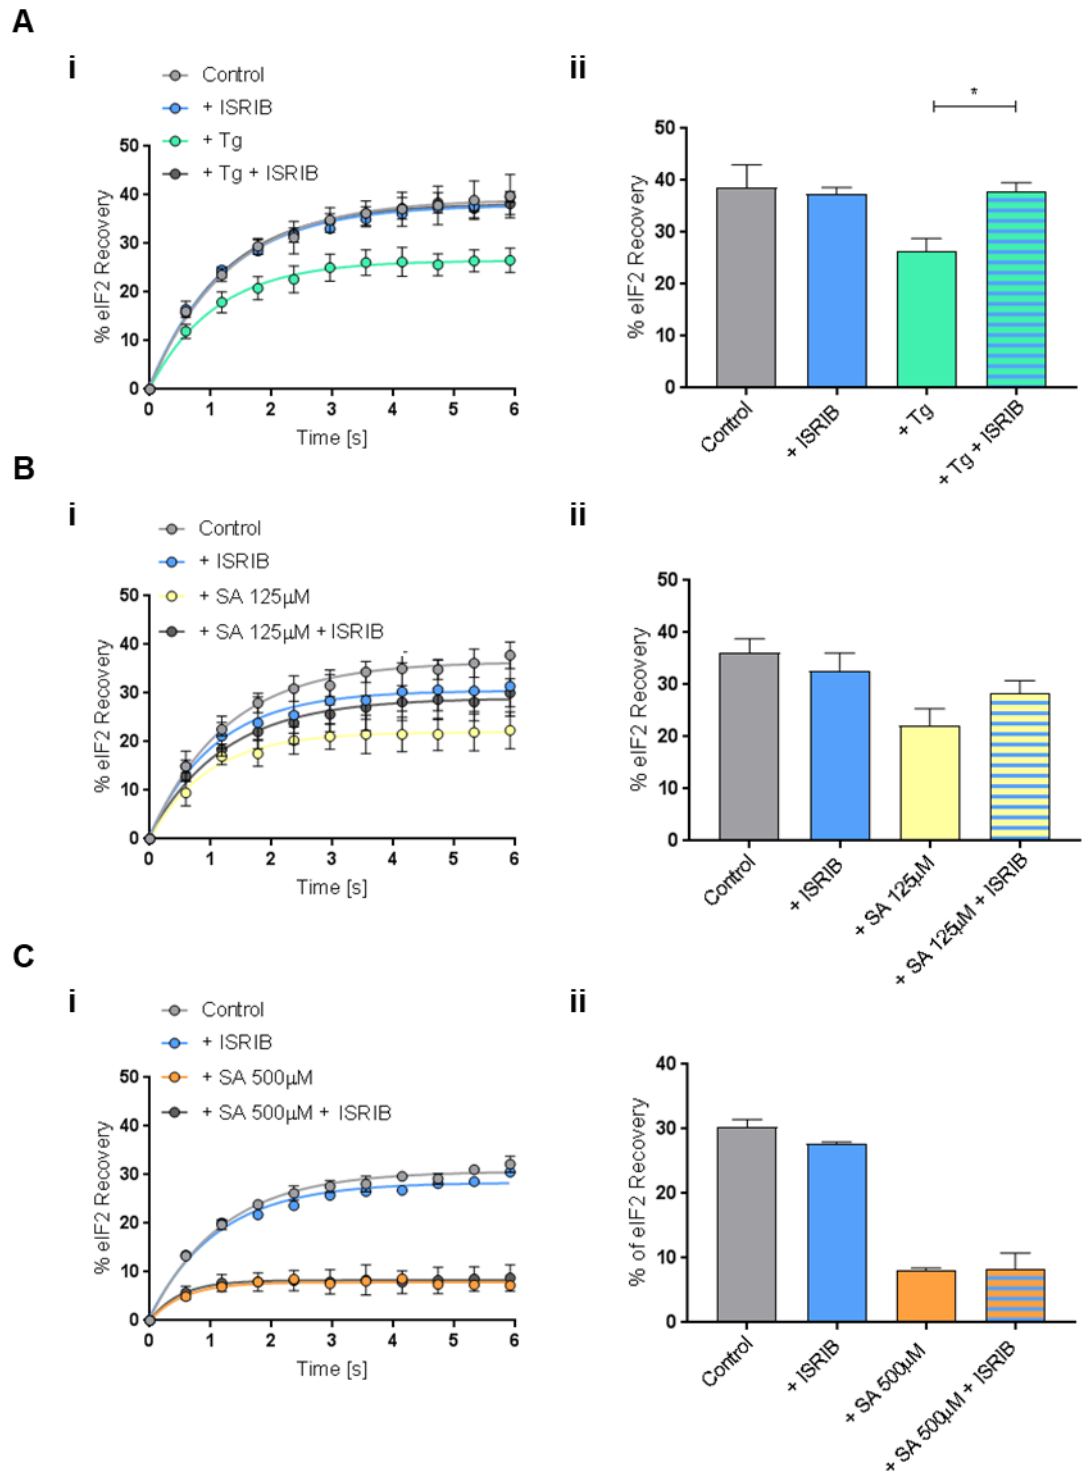 A
i
Control
+ ISRIB
+ Tg
+ Tg + ISRIB
% eIF2 Recovery
50
40
30
20
10
0
0 1 2 3 4 5 6
Time [s]
ii
*
% eIF2 Recovery
50
40
30
20
10
0
Control
+ ISRIB
+ Tg
+ Tg + ISRIB
B
i
Control
+ ISRIB
+ SA 125μM
+ SA 125μM + ISRIB
% eIF2 Recovery
50
40
30
20
10
0
0 1 2 3 4 5 6
Time [s]
ii
% eIF2 Recovery
50
40
30
20
10
0
Control
+ ISRIB
+ SA 125μM
+ SA 125μM + ISRIB
C
i
Control
+ ISRIB
+ SA 500μM
+ SA 500μM + ISRIB
% eIF2 Recovery
50
40
30
20
10
0
0 1 2 3 4 5 6
Time [s]
ii
% of eIF2 Recovery
40
30
20
10
0
Control
+ ISRIB
+ SA 500μM
+ SA 500μM + ISRIB